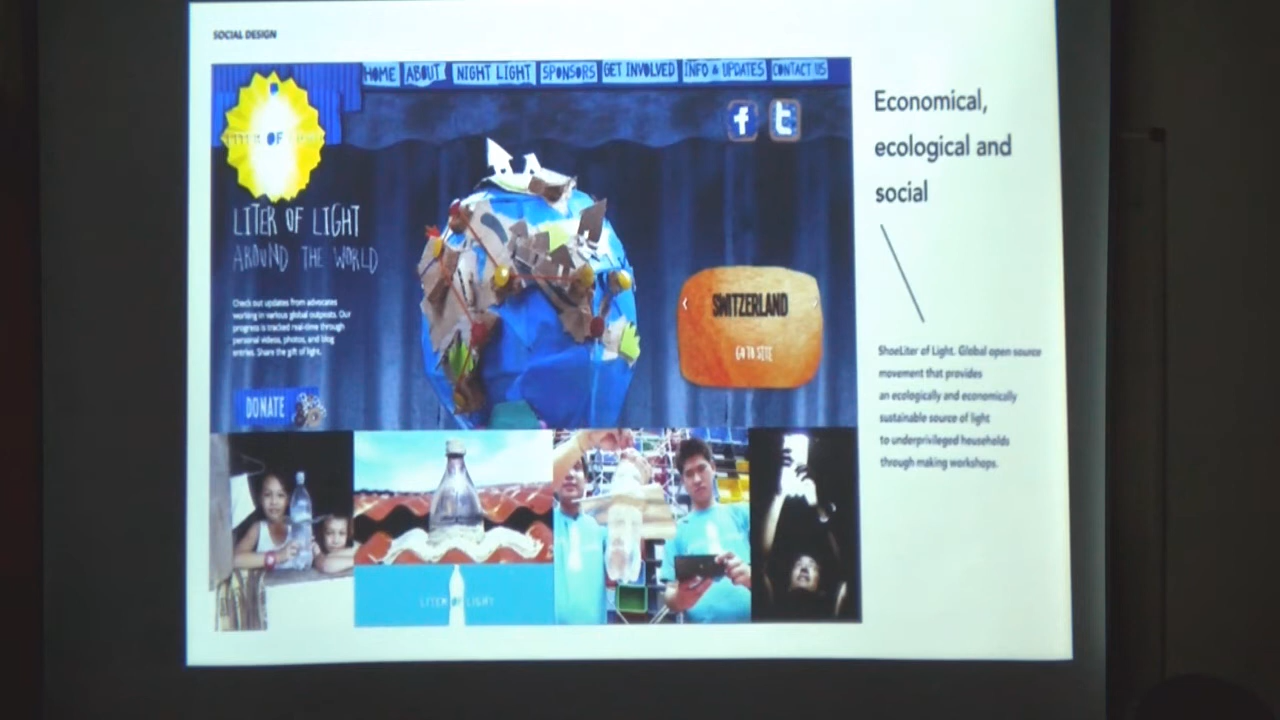 SOCIAL DESIGN
HOME ABOUT NIGHT LIGHT SPONSORS GET INVOLVED INFO & UPDATES CONTACT US
f t
LITER OF LIGHT
LITER OF LIGHT
AROUND THE WORLD
Check out updates from advocates
working in various global outposts. Our
progress is tracked real-time through
personal videos, photos, and blog
entries. Share the gift of light.
DONATE
SWITZERLAND
GO TO SITE
LITER OF LIGHT
Economical,
ecological and
social
ShoeLiter of Light. Global open source
movement that provides
an ecologically and economically
sustainable source of light
to underprivileged households
through making workshops.